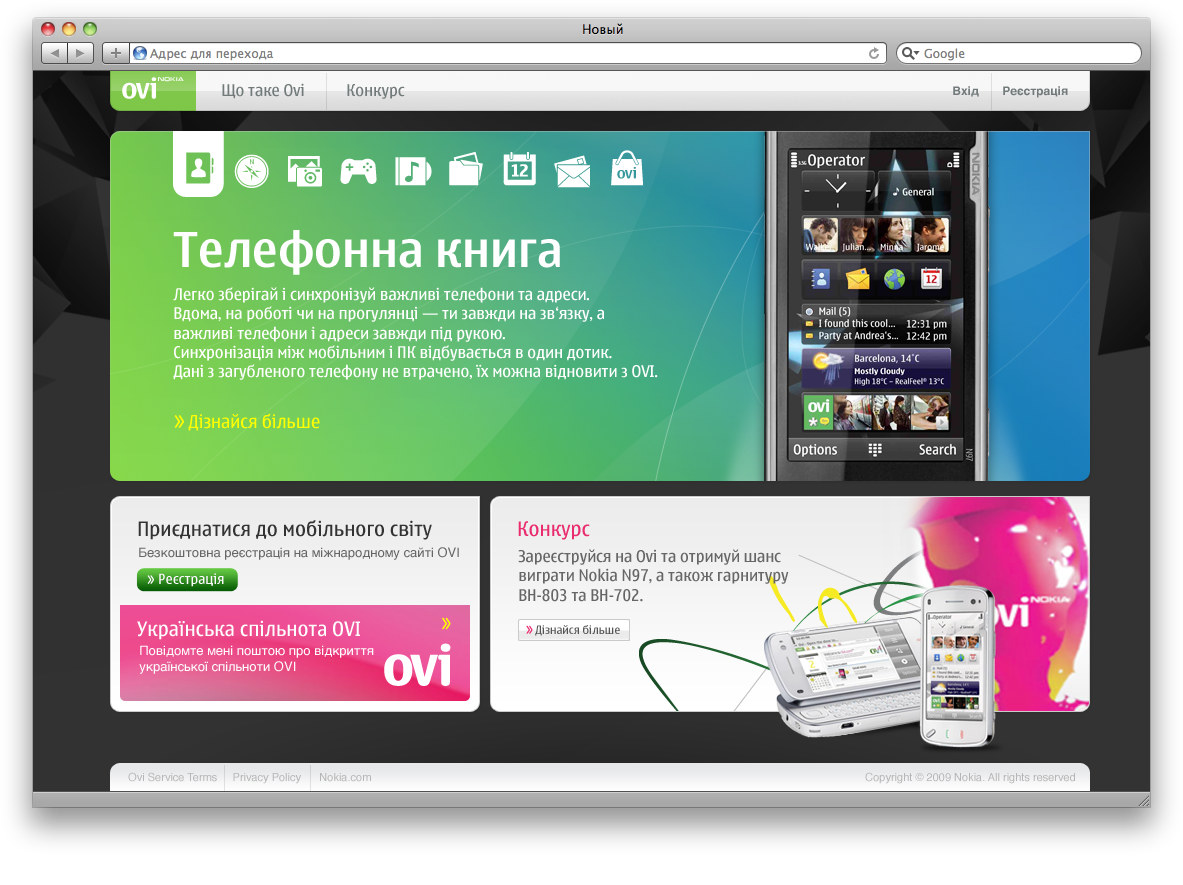 Новый
Адрес для перехода
Google
ovi NOKIA
Що таке Ovi
Конкурс
Вхід
Реєстрація
12
ovi
Телефонна книга
Легко зберігай і синхронізуй важливі телефони та адреси.
Вдома, на роботі чи на прогулянці — ти завжди на зв'язку, а
важливі телефони і адреси завжди під рукою.
Синхронізація між мобільним і ПК відбувається в один дотик.
Дані з загубленого телефону не втрачено, їх можна відновити з OVI.
» Дізнайся більше
NOKIA
3.5G Operator
General
Julian...
Minna
Jarome
12
Mail (5)
I found this cool... 12:31 pm
Party at Andrea's... 12:42 pm
Barcelona, 14˚C
Mostly Cloudy
High 18°C – RealFeel® 13°C
ovi
Options
Search
N97
Приєднатися до мобільного світу
Безкоштовна реєстрація на міжнародному сайті OVI
» Реєстрація
Українська спільнота OVI »
Повідомте мені поштою про відкриття
української спільноти OVI
ovi
Конкурс
Зареєструйся на Ovi та отримуй шанс
виграти Nokia N97, а також гарнитуру
BH-803 та BH-702.
» Дізнайся більше
ovi NOKIA
Ovi Service Terms
Privacy Policy
Nokia.com
Copyright © 2009 Nokia. All rights reserved